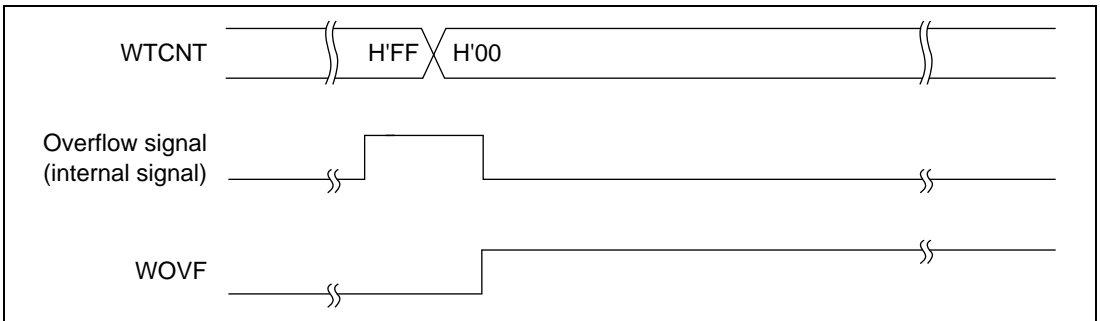 WTCNT
H'FF H'00
Overflow signal
(internal signal)
WOVF